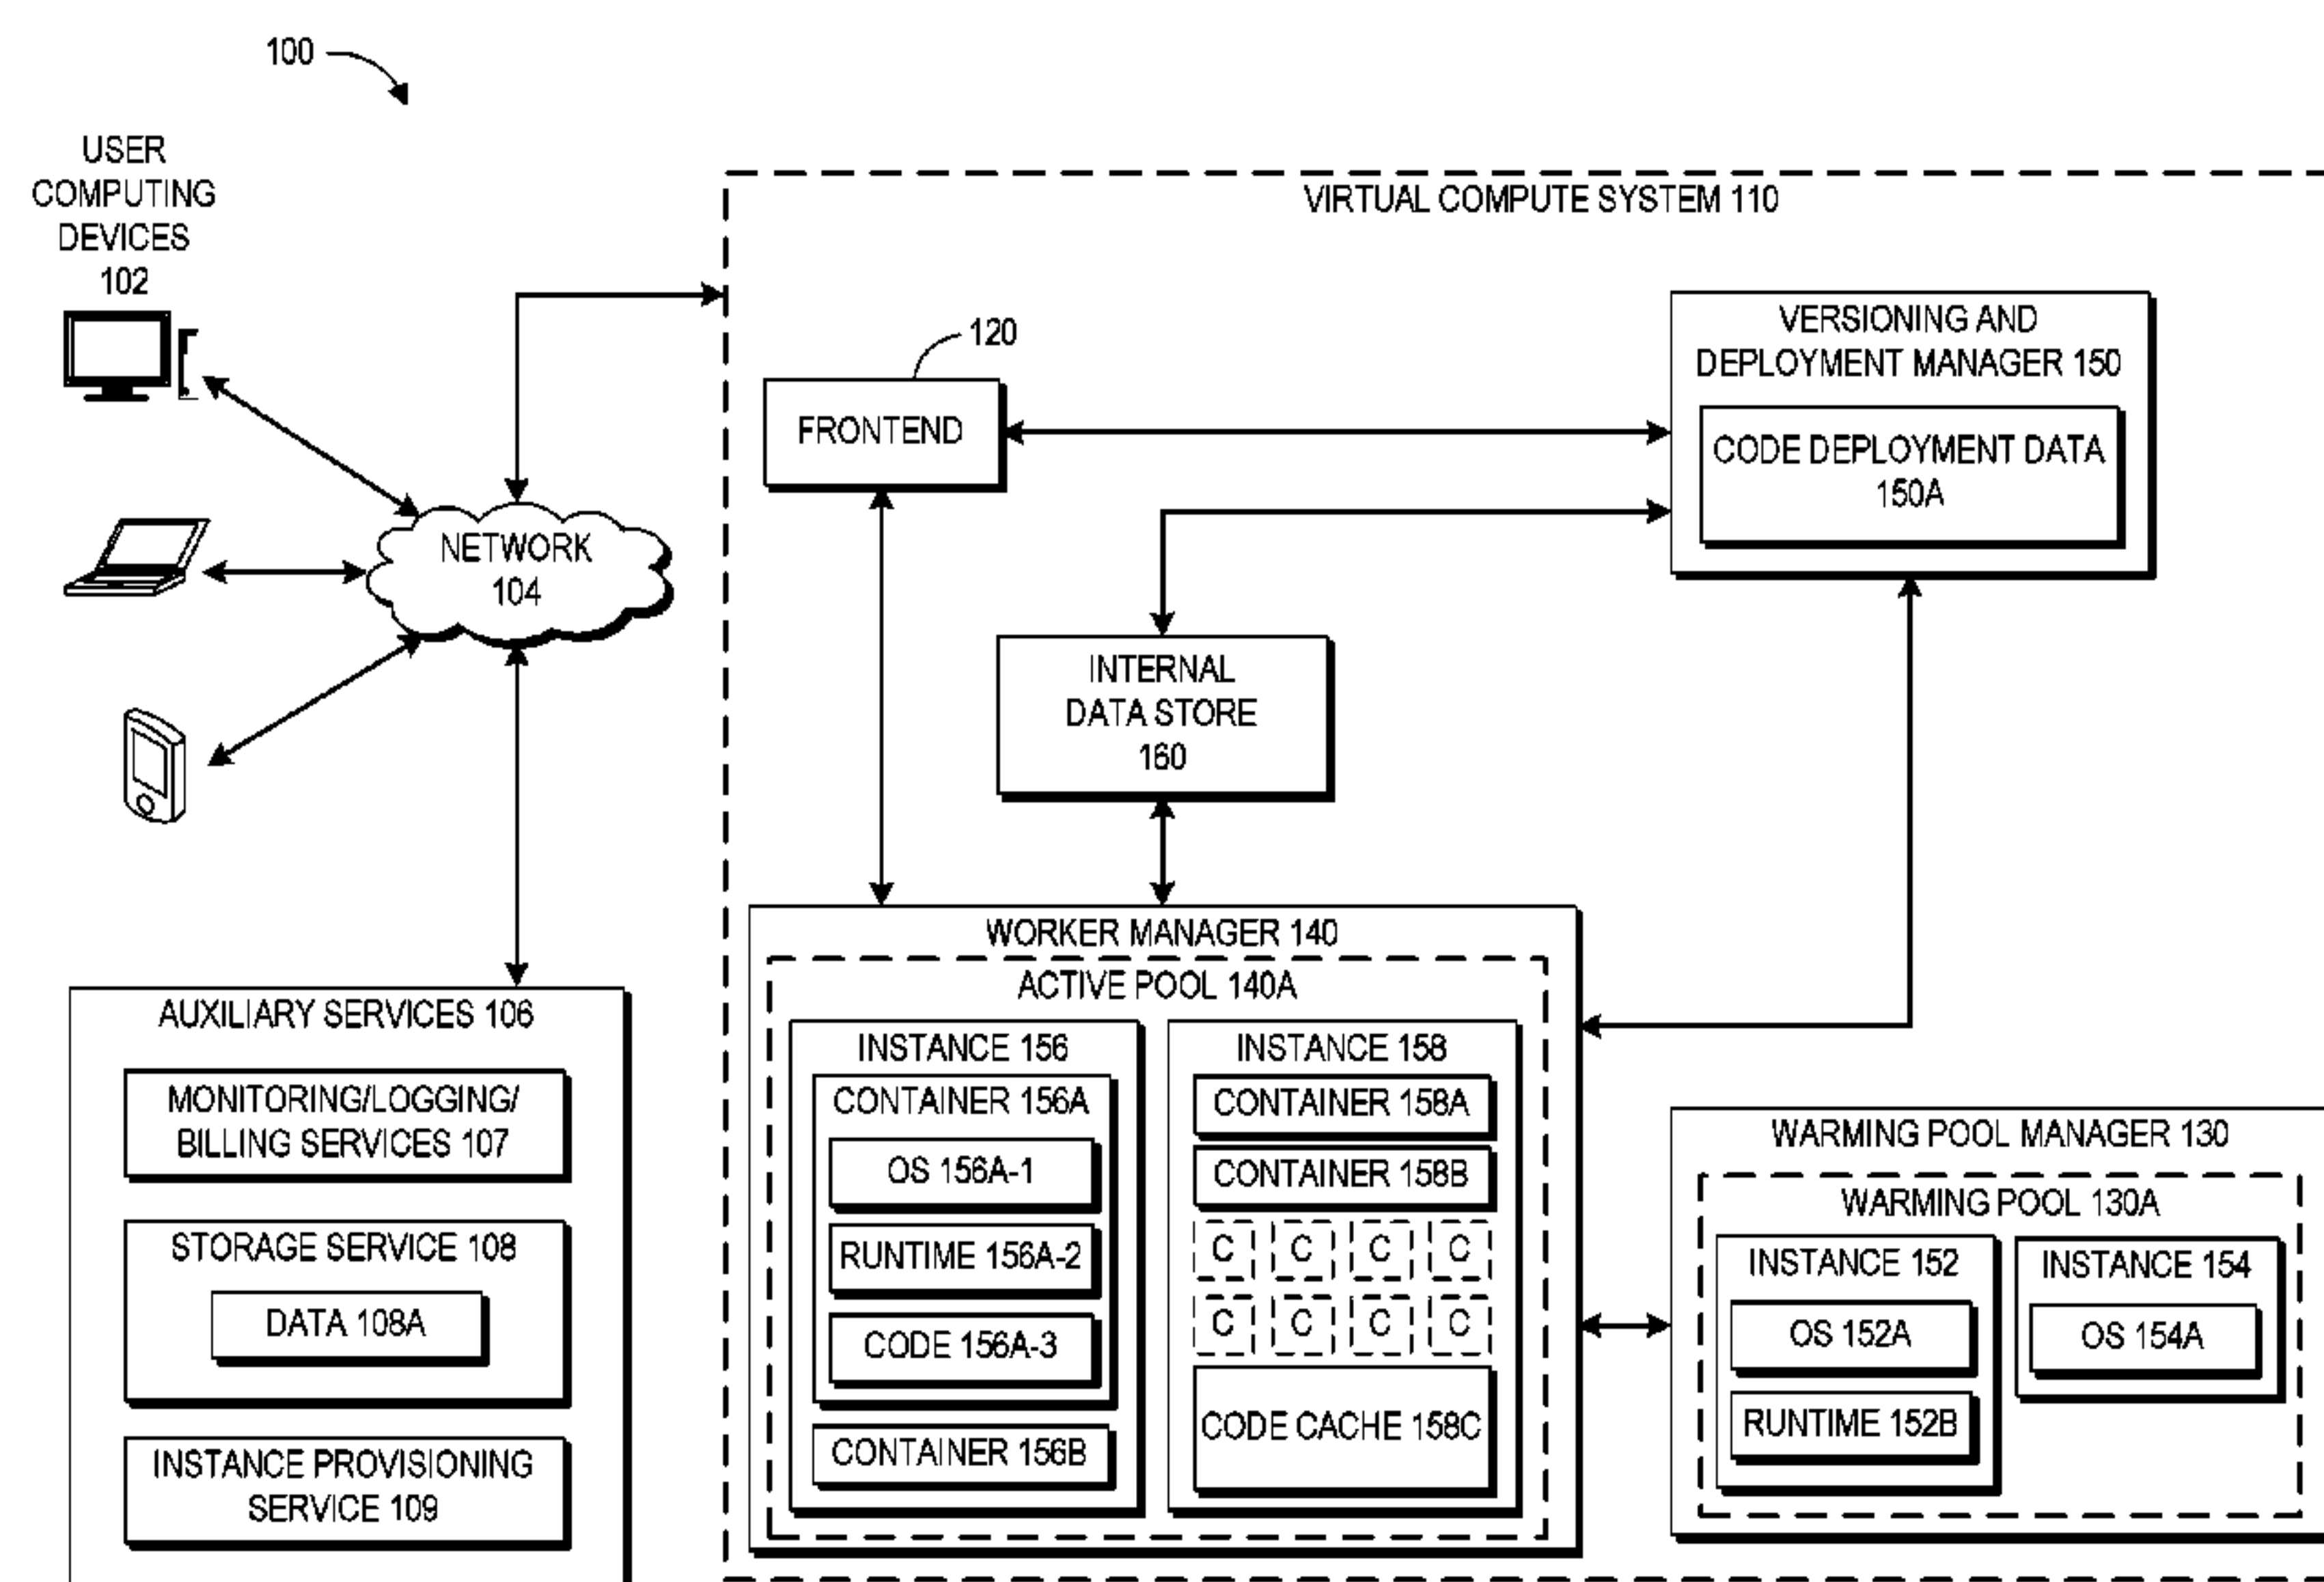 100
USER
COMPUTING
DEVICES
102
NETWORK
104
AUXILIARY SERVICES 106
MONITORING/LOGGING/
BILLING SERVICES 107
STORAGE SERVICE 108
DATA 108A
INSTANCE PROVISIONING
SERVICE 109
VIRTUAL COMPUTE SYSTEM 110
120
FRONTEND
VERSIONING AND
DEPLOYMENT MANAGER 150
CODE DEPLOYMENT DATA
150A
INTERNAL
DATA STORE
160
WORKER MANAGER 140
ACTIVE POOL 140A
INSTANCE 156
CONTAINER 156A
OS 156A-1
RUNTIME 156A-2
CODE 156A-3
CONTAINER 156B
INSTANCE 158
CONTAINER 158A
CONTAINER 158B
C C C C
C C C C
CODE CACHE 158C
WARMING POOL MANAGER 130
WARMING POOL 130A
INSTANCE 152
OS 152A
RUNTIME 152B
INSTANCE 154
OS 154A